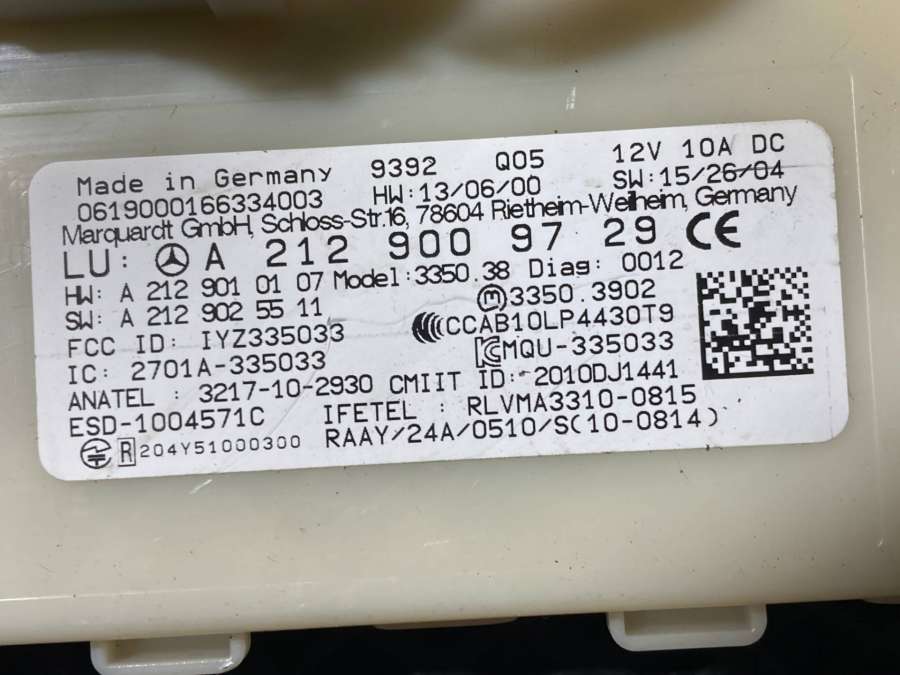 Made in Germany 9392 Q05 12V 10A DC
0619000166334003 HW:13/06/00 SW:15/26/04
Marquardt GmbH, Schloss-Str.16, 78604 Rietheim-Weilheim, Germany
LU: A 212 900 97 29 CE
HW: A 212 901 01 07 Model:3350.38 Diag: 0012
SW: A 212 902 55 11 M 3350.3902
FCC ID: IYZ335033 CCAB10LP4430T9
IC: 2701A-335033 MQU-335033
ANATEL : 3217-10-2930 CMIIT ID: 2010DJ1441
ESD-1004571C IFETEL : RLVMA3310-0815
R 204Y51000300 RAAY/24A/0510/S(10-0814)